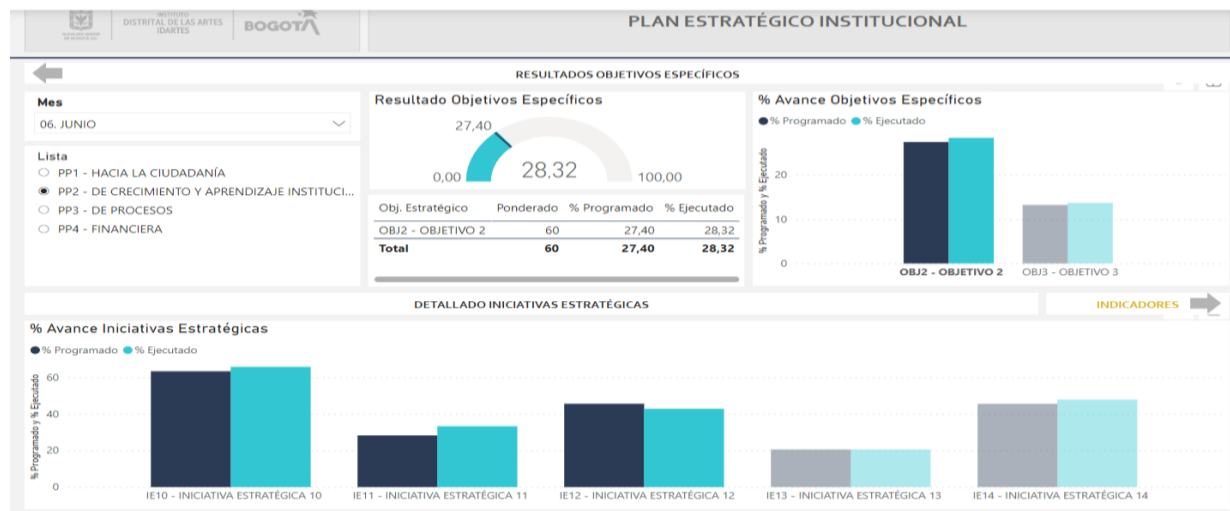 INSTITUTO
DISTRITAL DE LAS ARTES
IDARTES
BOGOTÁ
PLAN ESTRATÉGICO INSTITUCIONAL
RESULTADOS OBJETIVOS ESPECÍFICOS
Mes
06. JUNIO
Lista
PP1 - HACIA LA CIUDADANÍA
PP2 - DE CRECIMIENTO Y APRENDIZAJE INSTITUCI...
PP3 - DE PROCESOS
PP4 - FINANCIERA
Resultado Objetivos Específicos
27,40
28,32
0,00
100,00
Obj. Estratégico Ponderado % Programado % Ejecutado
OBJ2 - OBJETIVO 2 60 27,40 28,32
Total 60 27,40 28,32
% Avance Objetivos Específicos
% Programado % Ejecutado
% Programado y % Ejecutado
20
10
0
OBJ2 - OBJETIVO 2 OBJ3 - OBJETIVO 3
DETALLADO INICIATIVAS ESTRATÉGICAS
INDICADORES
% Avance Iniciativas Estratégicas
% Programado % Ejecutado
% Programado y % Ejecutado
60
40
20
0
IE10 - INICIATIVA ESTRATÉGICA 10 IE11 - INICIATIVA ESTRATÉGICA 11 IE12 - INICIATIVA ESTRATÉGICA 12 IE13 - INICIATIVA ESTRATÉGICA 13 IE14 - INICIATIVA ESTRATÉGICA 14